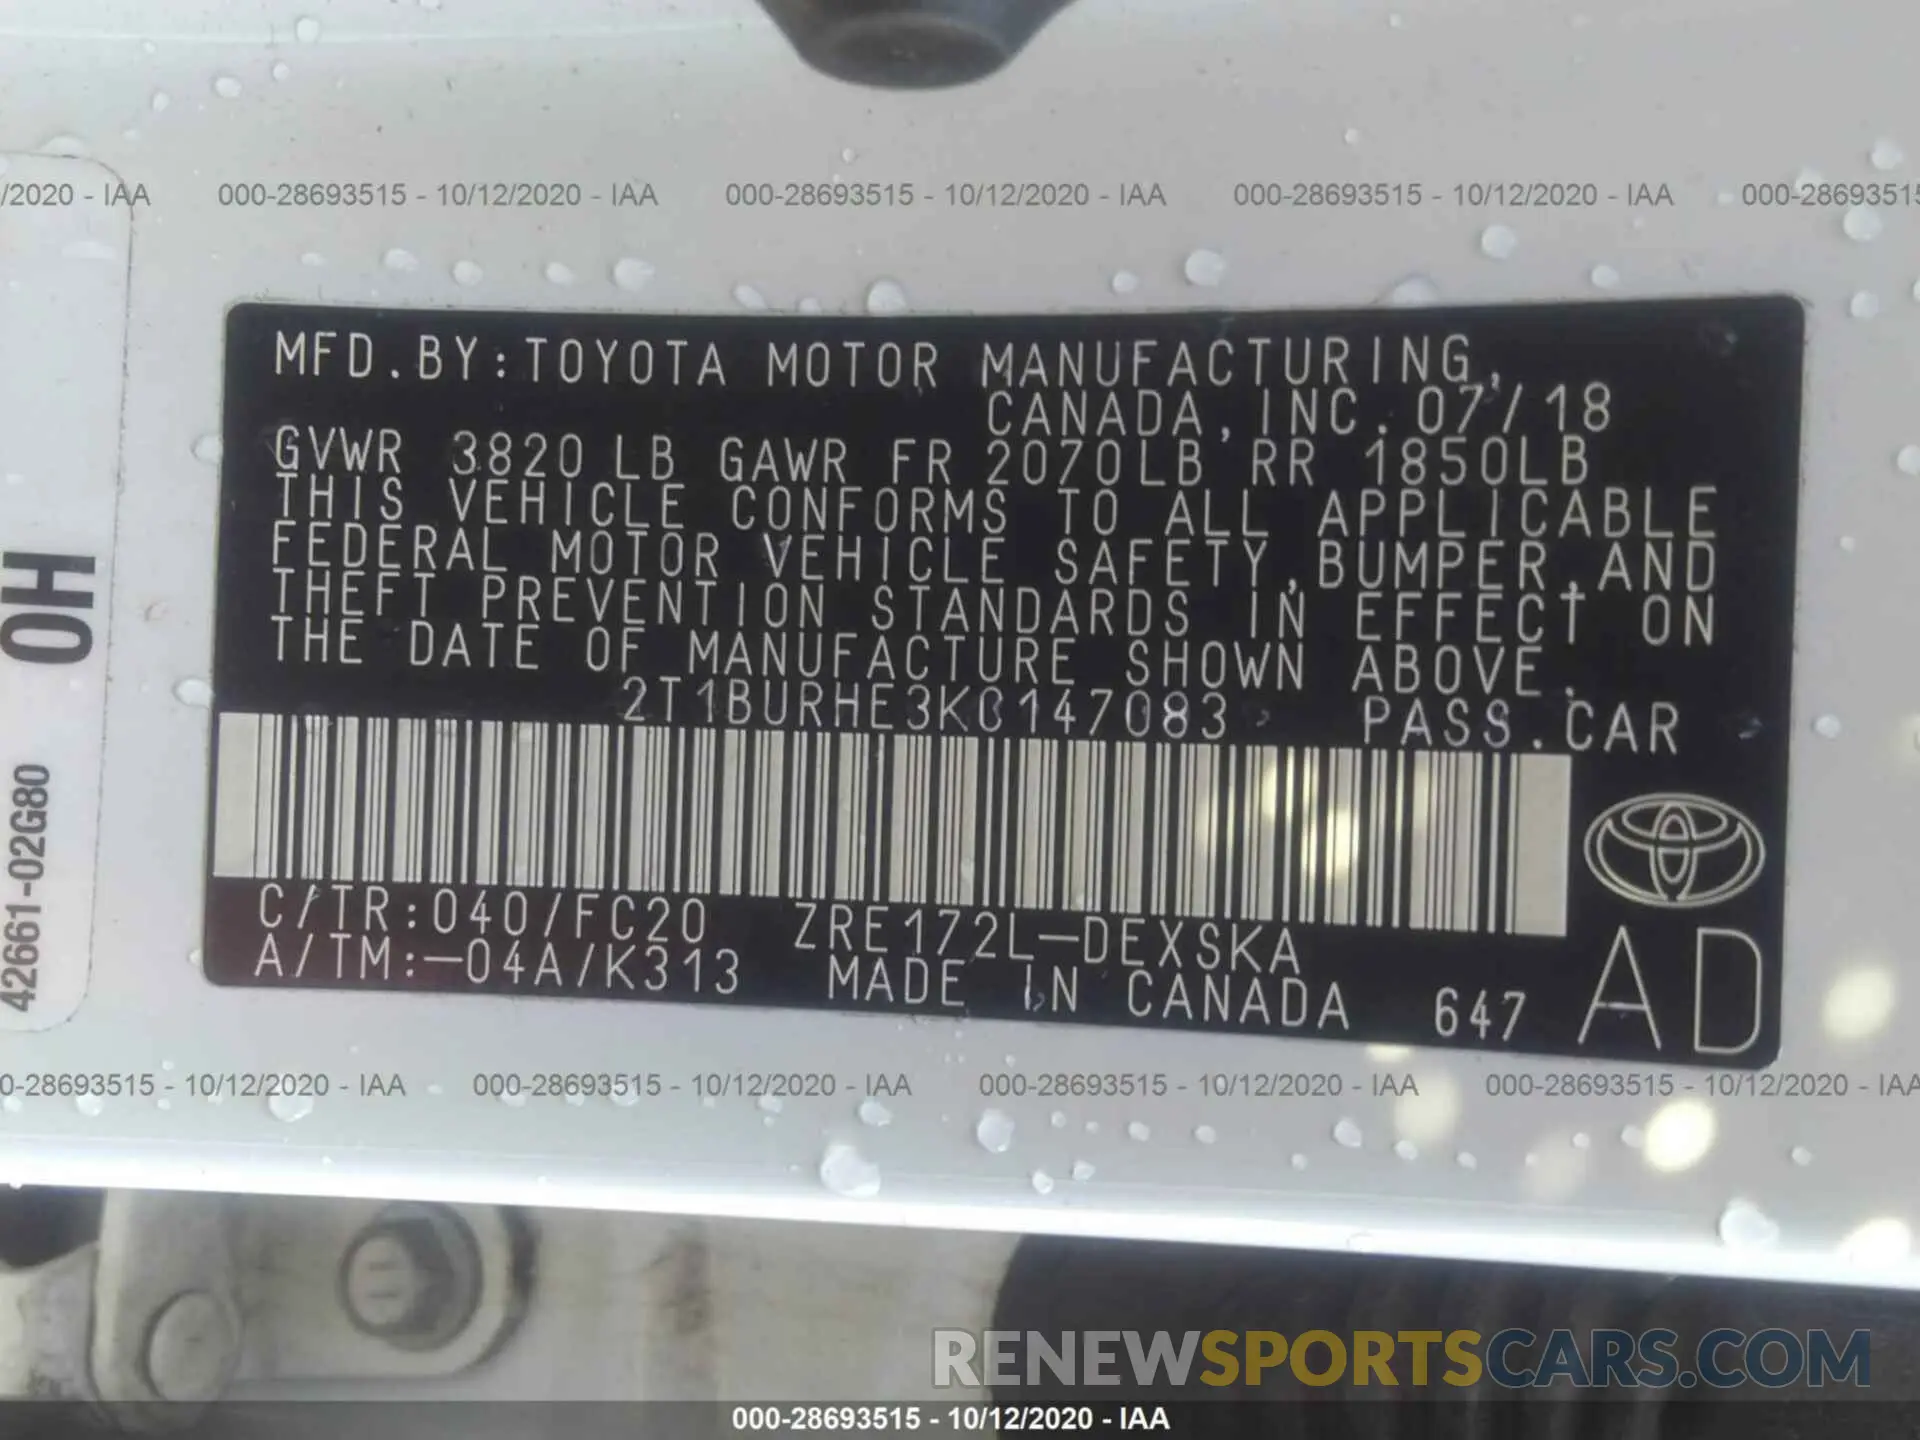 /2020 - IAA 000-28693515 - 10/12/2020 - IAA 000-28693515 - 10/12/2020 - IAA 000-28693515 - 10/12/2020 - IAA 000-2869351
MFD.BY:TOYOTA MOTOR MANUFACTURING,
CANADA,INC. 07/18
GVWR 3820 LB GAWR FR 2070LB RR 1850LB
THIS VEHICLE CONFORMS TO ALL APPLICABLE
FEDERAL MOTOR VEHICLE SAFETY,BUMPER,AND
THEFT PREVENTION STANDARDS IN EFFECT ON
THE DATE OF MANUFACTURE SHOWN ABOVE.
2T1BURHE3KC147083 PASS.CAR
C/TR:040/FC20 ZRE172L-DEXSKA
A/TM:-04A/K313 MADE IN CANADA 647 AD
0H
42661-02G80
0-28693515 - 10/12/2020 - IAA 000-28693515 - 10/12/2020 - IAA 000-28693515 - 10/12/2020 - IAA 000-28693515 - 10/12/2020 - IAA
RENEWSPORTSCARS.COM
000-28693515 - 10/12/2020 - IAA